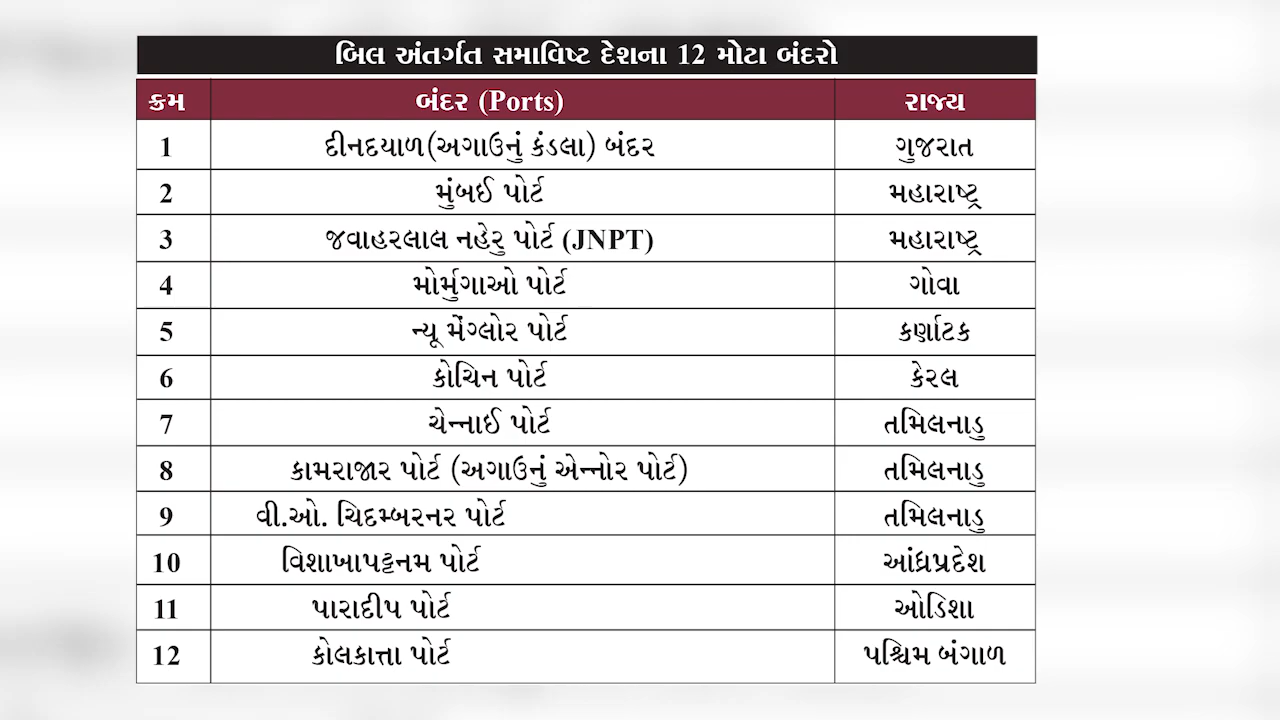 બિલ અંતર્ગત સમાવિષ્ટ દેશના 12 મોટા બંદરો
ક્રમ બંદર (Ports) રાજ્ય
1 દીનદયાળ(અગાઉનું કંડલા) બંદર ગુજરાત
2 મુંબઈ પોર્ટ મહારાષ્ટ્ર
3 જવાહરલાલ નહેરુ પોર્ટ (JNPT) મહારાષ્ટ્ર
4 મોર્મુગાઓ પોર્ટ ગોવા
5 ન્યૂ મેંગ્લોર પોર્ટ કર્ણાટક
6 કોચિન પોર્ટ કેરલ
7 ચેન્નાઈ પોર્ટ તમિલનાડુ
8 કામરાજાર પોર્ટ (અગાઉનું એન્નોર પોર્ટ) તમિલનાડુ
9 વી.ઓ. ચિદમ્બરનર પોર્ટ તમિલનાડુ
10 વિશાખાપટ્ટનમ પોર્ટ આંધ્રપ્રદેશ
11 પારાદીપ પોર્ટ ઓડિશા
12 કોલકાત્તા પોર્ટ પશ્ચિમ બંગાળ